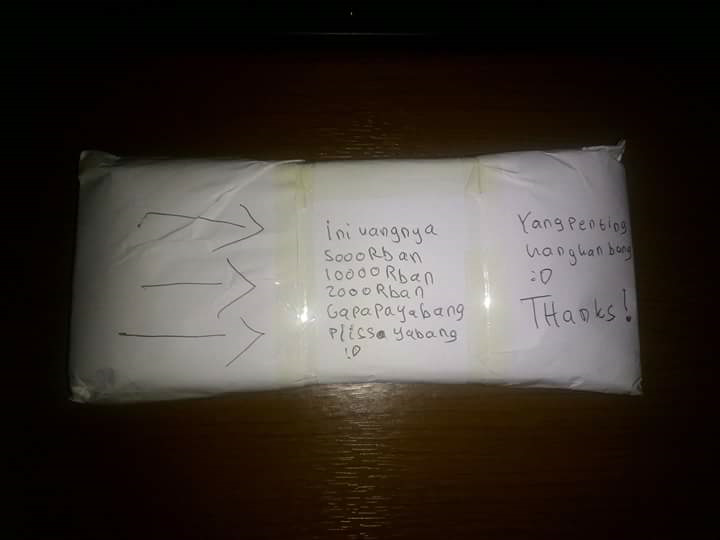 ini uangnya
5000Rban
10000Rban
2000Rban
Gapapayabang
plissayabang
:D
Yangpenting
uangkanbang
:D
THanks!